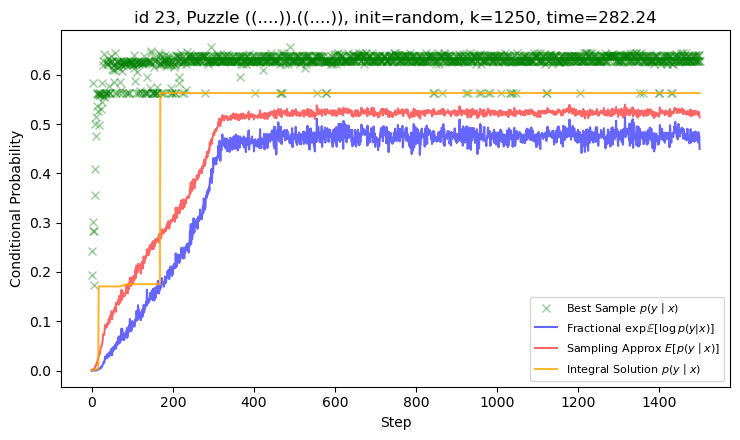 id 23, Puzzle ((....)).((....)), init=random, k=1250, time=282.24
Conditional Probability
0.6
0.5
0.4
0.3
0.2
0.1
0.0
Best Sample p(y | x)
Fractional exp 𝔼[log p(y|x)]
Sampling Approx E[p(y | x)]
Integral Solution p(y | x)
0 200 400 600 800 1000 1200 1400
Step